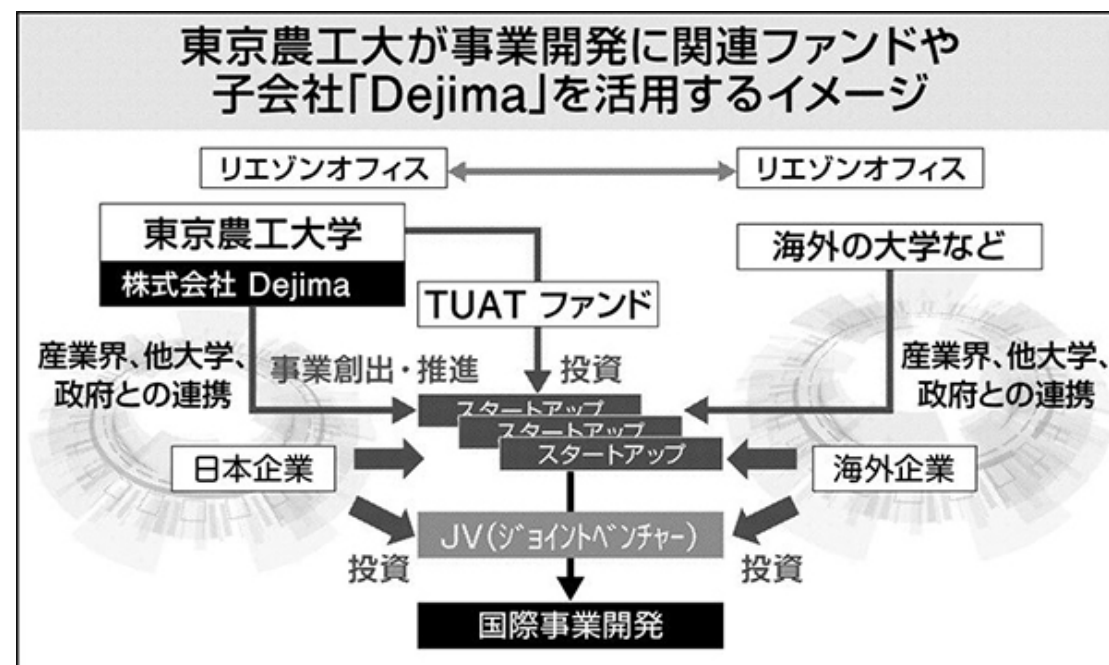 東京農工大が事業開発に関連ファンドや
子会社「Dejima」を活用するイメージ
リエゾンオフィス
リエゾンオフィス
東京農工大学
株式会社 Dejima
海外の大学など
TUAT ファンド
産業界、他大学、
政府との連携
事業創出・推進
投資
産業界、他大学、
政府との連携
スタートアップ
スタートアップ
スタートアップ
日本企業
海外企業
JV(ジョイントベンチャー)
投資
投資
国際事業開発